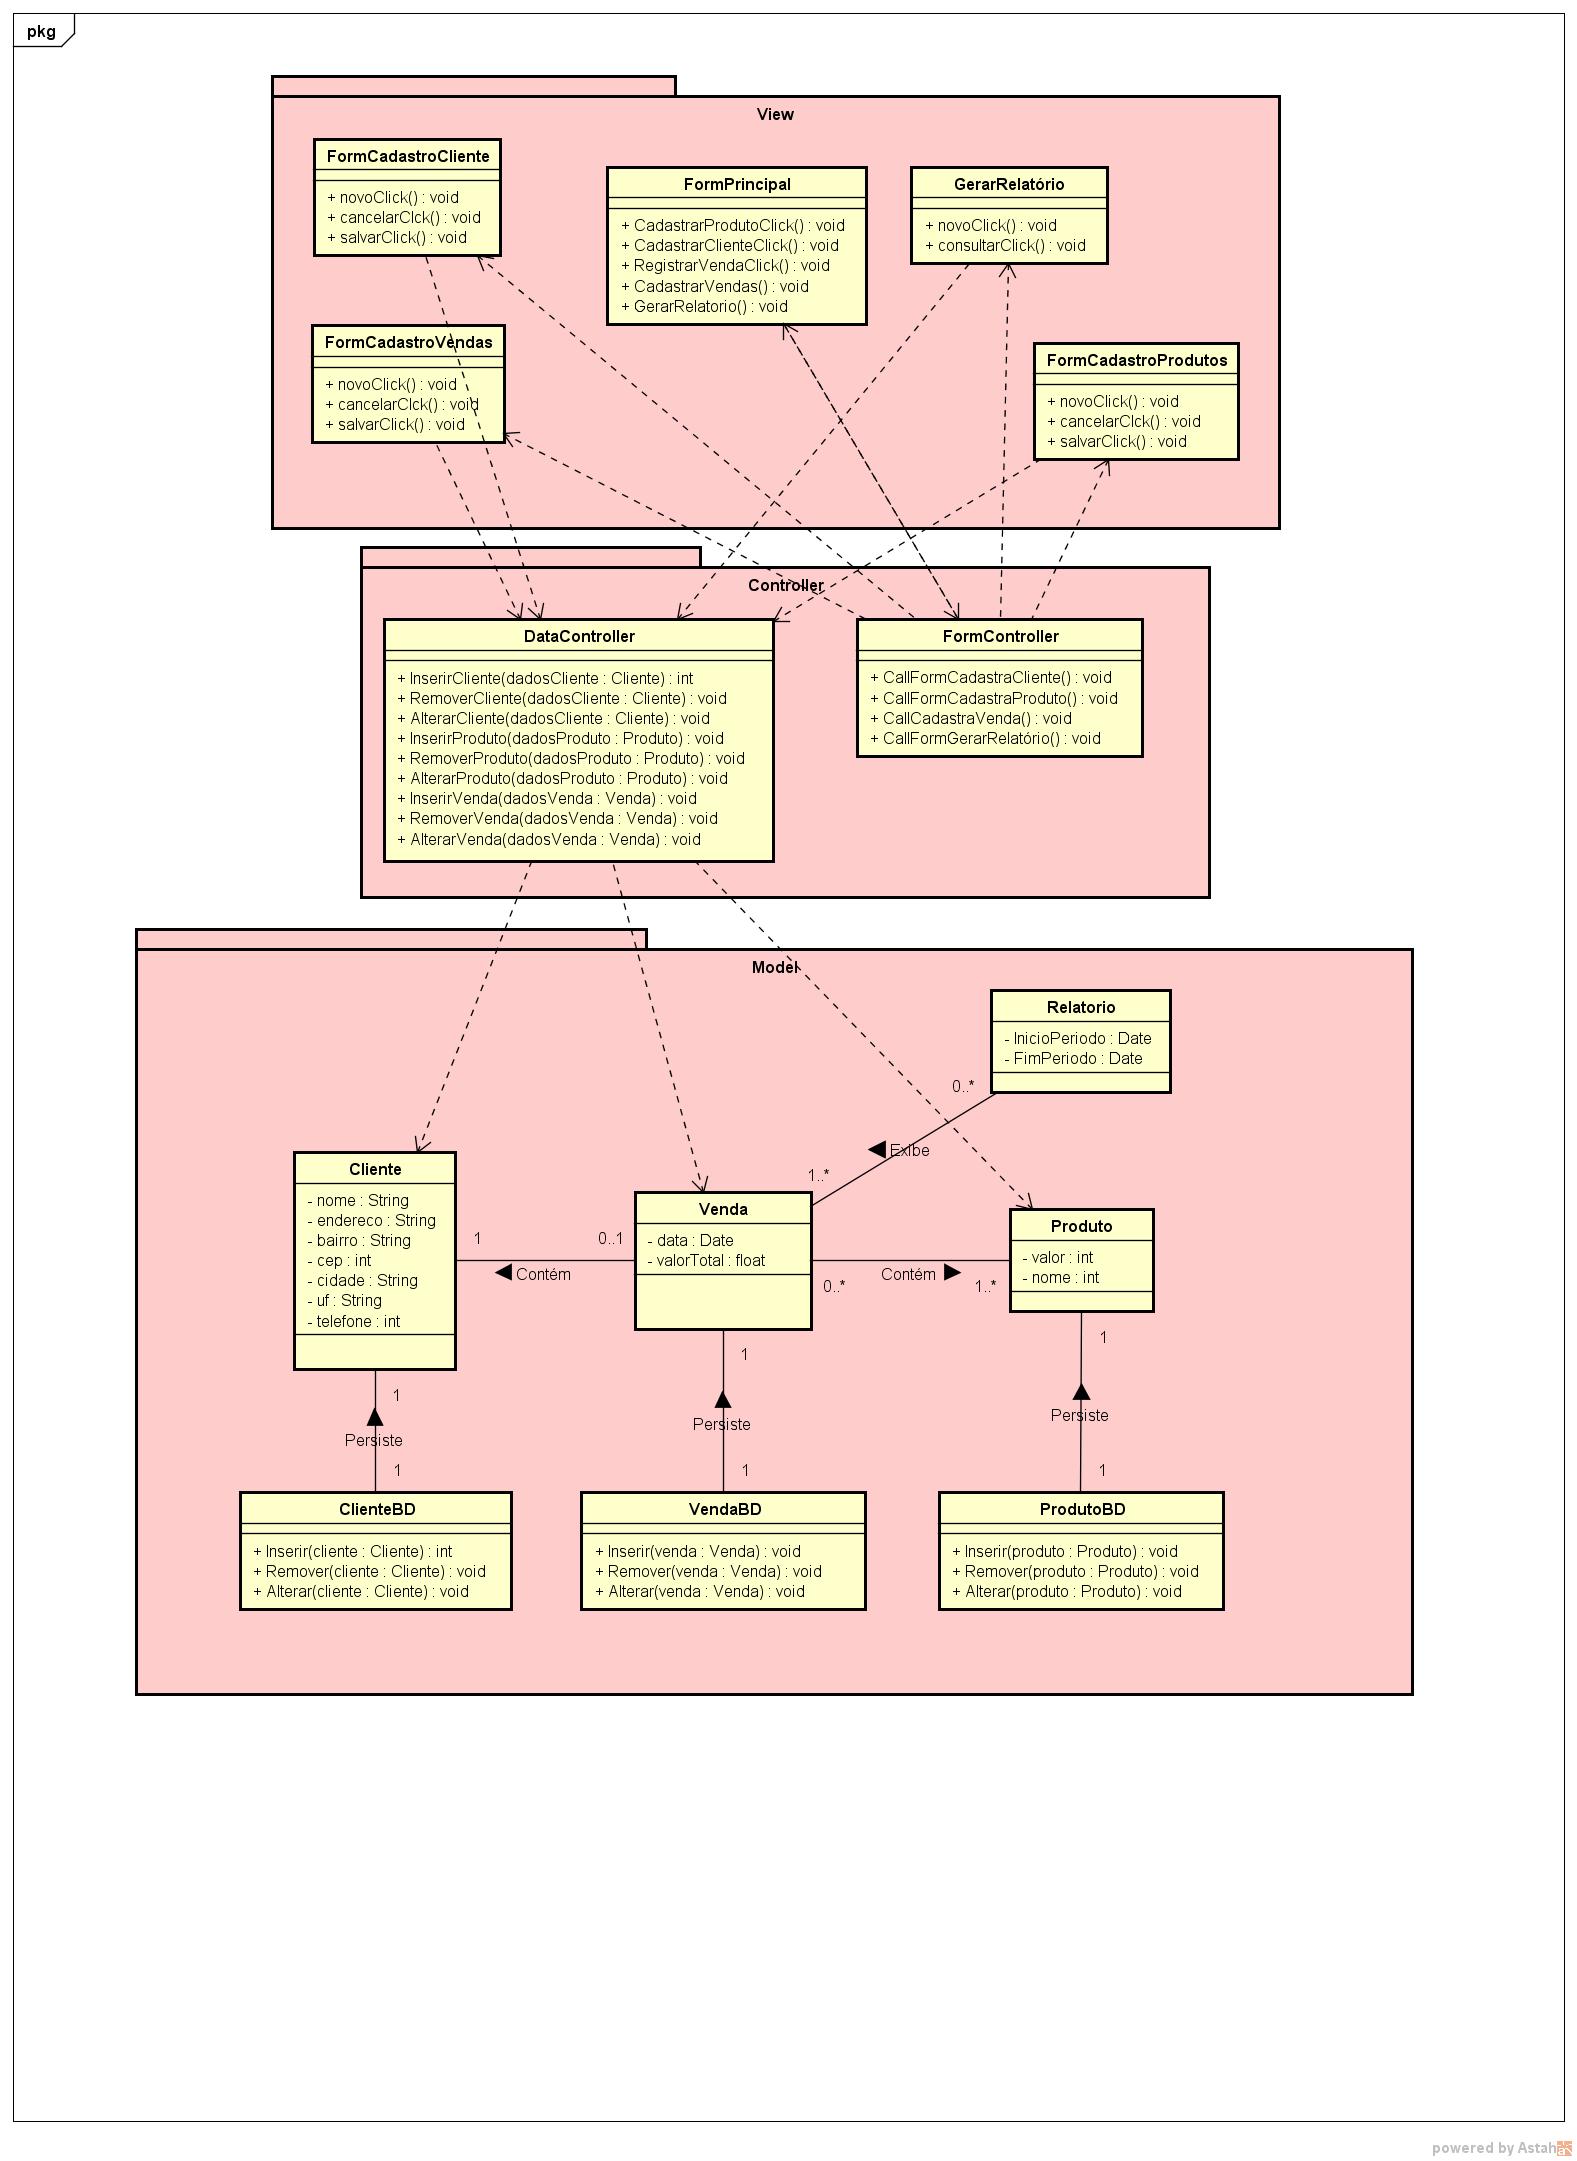 pkg
View
FormCadastroCliente
+ novoClick() : void
+ cancelarClck() : void
+ salvarClick() : void
FormPrincipal
+ CadastrarProdutoClick() : void
+ CadastrarClienteClick() : void
+ RegistrarVendaClick() : void
+ CadastrarVendas() : void
+ GerarRelatorio() : void
GerarRelatório
+ novoClick() : void
+ consultarClick() : void
FormCadastroVendas
+ novoClick() : void
+ cancelarClck() : void
+ salvarClick() : void
FormCadastroProdutos
+ novoClick() : void
+ cancelarClck() : void
+ salvarClick() : void
Controller
DataController
+ InserirCliente(dadosCliente : Cliente) : int
+ RemoverCliente(dadosCliente : Cliente) : void
+ AlterarCliente(dadosCliente : Cliente) : void
+ InserirProduto(dadosProduto : Produto) : void
+ RemoverProduto(dadosProduto : Produto) : void
+ AlterarProduto(dadosProduto : Produto) : void
+ InserirVenda(dadosVenda : Venda) : void
+ RemoverVenda(dadosVenda : Venda) : void
+ AlterarVenda(dadosVenda : Venda) : void
FormController
+ CallFormCadastraCliente() : void
+ CallFormCadastraProduto() : void
+ CallCadastraVenda() : void
+ CallFormGerarRelatório() : void
Model
Relatorio
- InicioPeriodo : Date
- FimPeriodo : Date
0..*
Exibe
1..*
Cliente
- nome : String
- endereco : String
- bairro : String
- cep : int
- cidade : String
- uf : String
- telefone : int
1
0..1
Contém
Venda
- data : Date
- valorTotal : float
0..*
Contém
1..*
Produto
- valor : int
- nome : int
1
Persiste
1
1
Persiste
1
1
Persiste
1
ClienteBD
+ Inserir(cliente : Cliente) : int
+ Remover(cliente : Cliente) : void
+ Alterar(cliente : Cliente) : void
VendaBD
+ Inserir(venda : Venda) : void
+ Remover(venda : Venda) : void
+ Alterar(venda : Venda) : void
ProdutoBD
+ Inserir(produto : Produto) : void
+ Remover(produto : Produto) : void
+ Alterar(produto : Produto) : void
powered by Astah